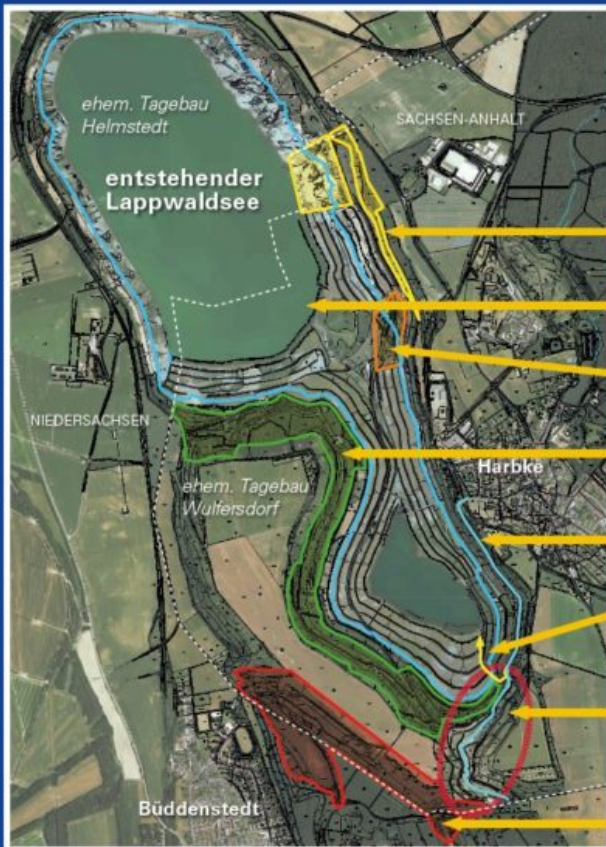 ehem. Tagebau
Helmstedt
SACHSEN-ANHALT
entstehender
Lappwaldsee
NIEDERSACHSEN
ehem. Tagebau
Wulfersdorf
Harbke
Büddenstedt